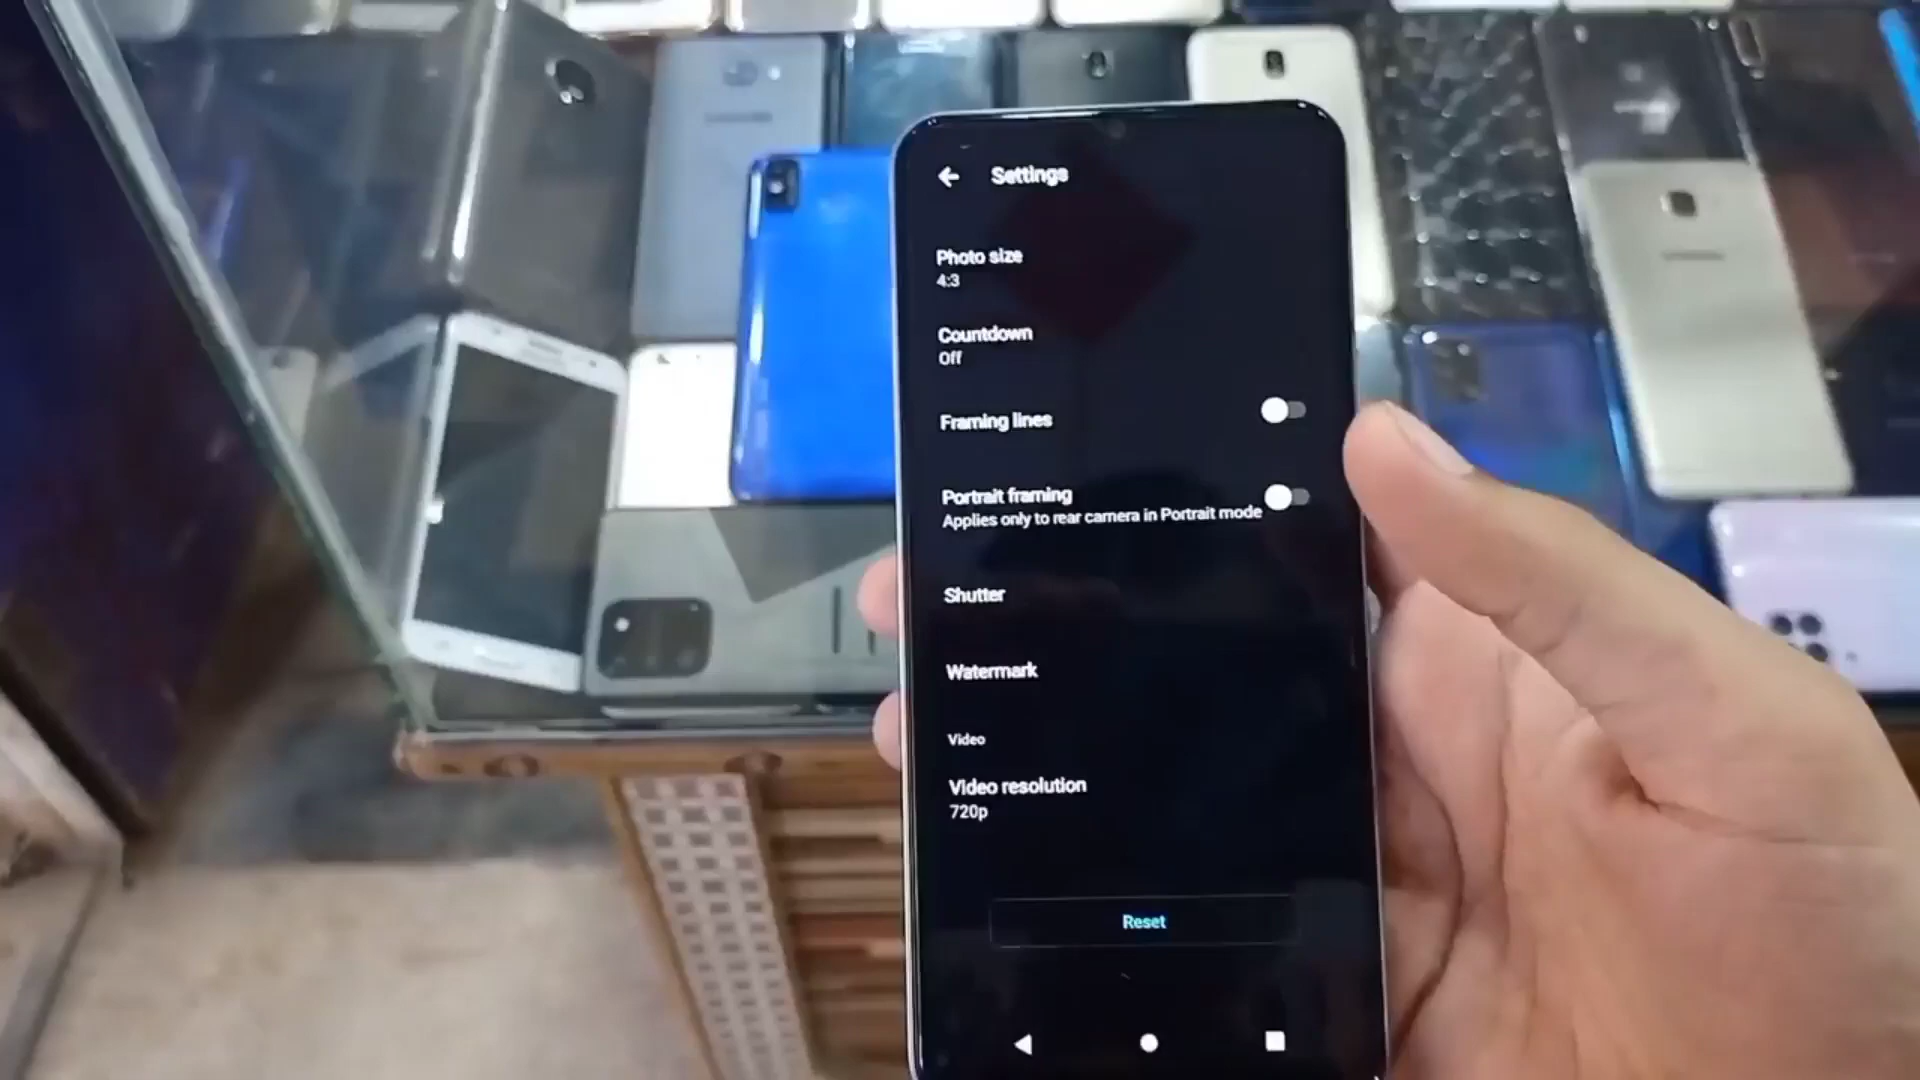 Settings
Photo size
4:3
Countdown
Off
Framing lines
Portrait framing
Applies only to rear camera in Portrait mode
Shutter
Watermark
Video
Video resolution
720p
Reset